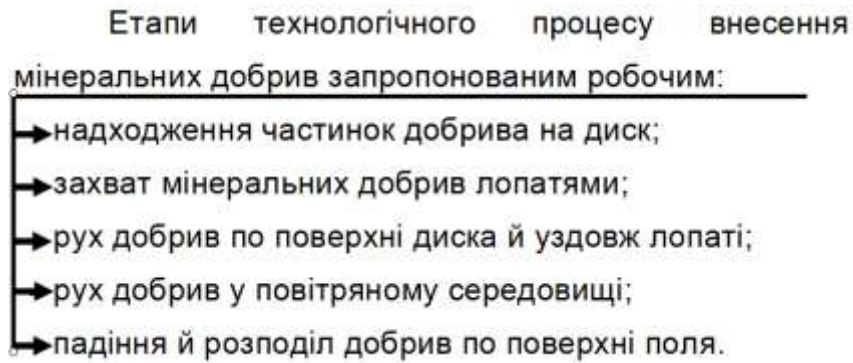 Етапи технологічного процесу внесення
мінеральних добрив запропонованим робочим:
надходження частинок добрива на диск;
захват мінеральних добрив лопатями;
рух добрив по поверхні диска й уздовж лопаті;
рух добрив у повітряному середовищі;
падіння й розподіл добрив по поверхні поля.